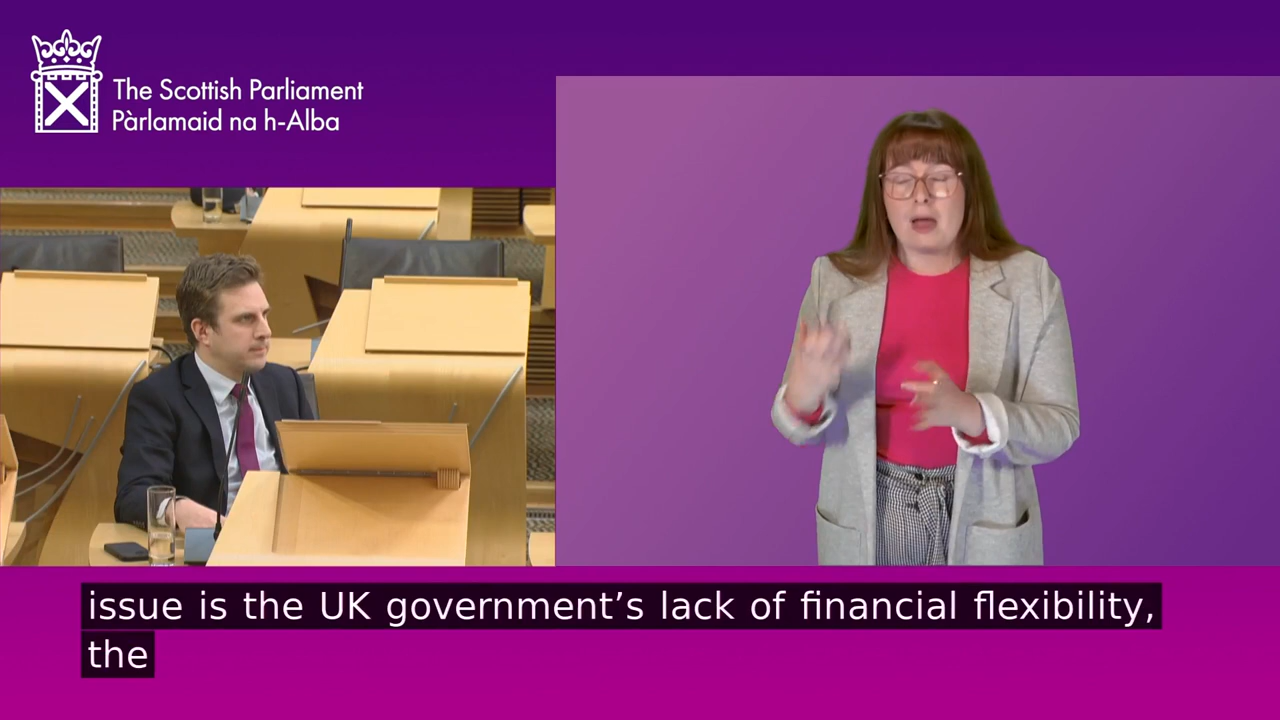 The Scottish Parliament
Pàrlamaid na h-Alba
issue is the UK government’s lack of financial flexibility,
the